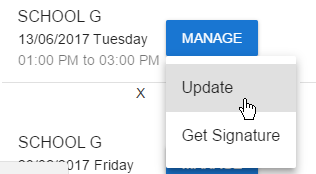 SCHOOL G
13/06/2017 Tuesday
MANAGE
01:00 PM to 03:00 PM
X
Update
Get Signature
SCHOOL G
Friday